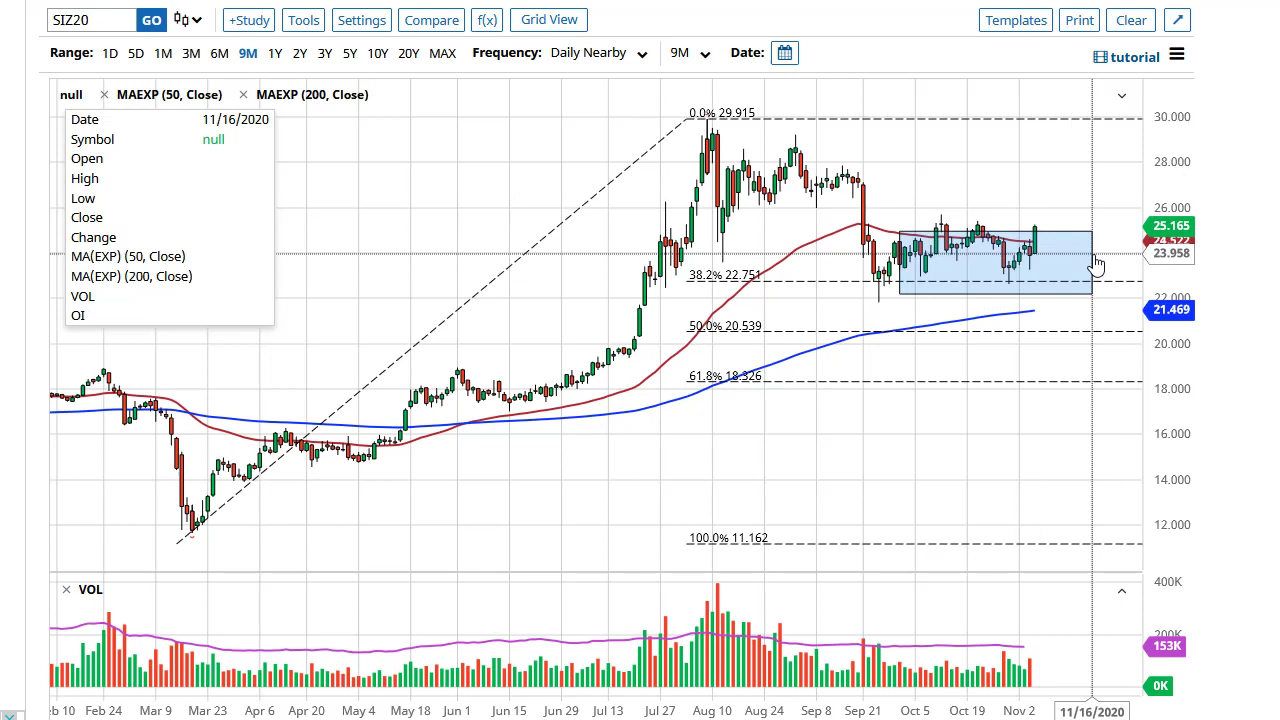 SIZ20 GO +Study Tools Settings Compare f(x) Grid View Templates Print Clear
Range: 1D 5D 1M 3M 6M 9M 1Y 2Y 3Y 5Y 10Y 20Y MAX Frequency: Daily Nearby 9M Date:
tutorial
null × MAEXP (50, Close) × MAEXP (200, Close)
Date 11/16/2020
Symbol null
Open
High
Low
Close
Change
MA(EXP) (50, Close)
MA(EXP) (200, Close)
VOL
OI
0.0% 29.915
38.2% 22.751
50.0% 20.539
61.8% 18.326
100.0% 11.162
30.000
28.000
26.000
25.165
24.522
23.958
22.000
21.469
20.000
18.000
16.000
14.000
12.000
× VOL
400K
200K
153K
0K
Feb 24 Mar 9 Mar 23 Apr 6 Apr 20 May 4 May 18 Jun 1 Jun 15 Jun 29 Jul 13 Jul 27 Aug 10 Aug 24 Sep 8 Sep 21 Oct 5 Oct 19 Nov 2 11/16/2020